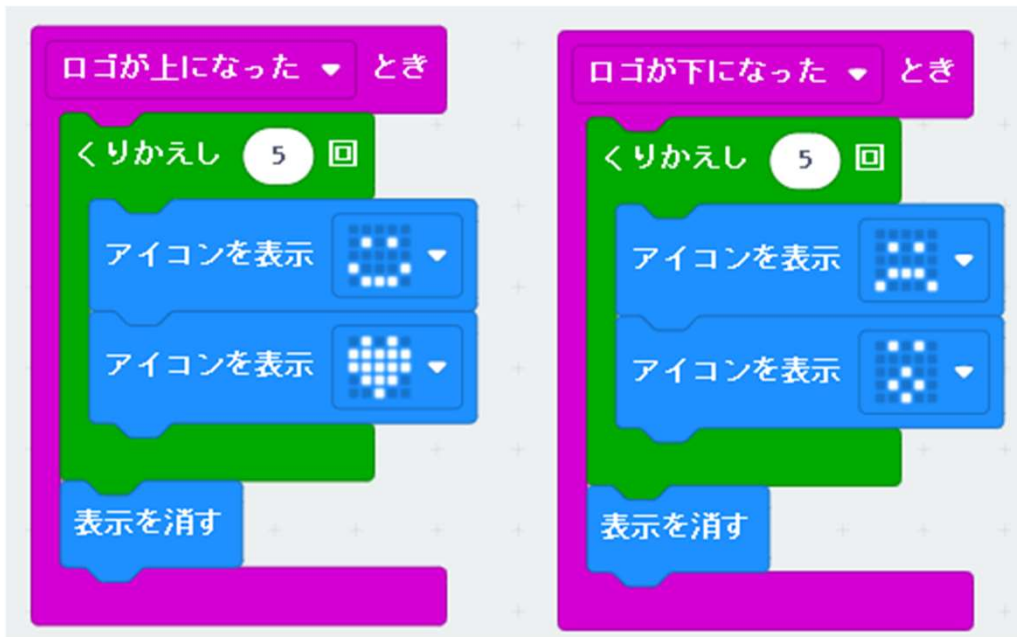 ロゴが上になった とき
くりかえし 5 回
アイコンを表示
アイコンを表示
表示を消す
ロゴが下になった とき
くりかえし 5 回
アイコンを表示
アイコンを表示
表示を消す